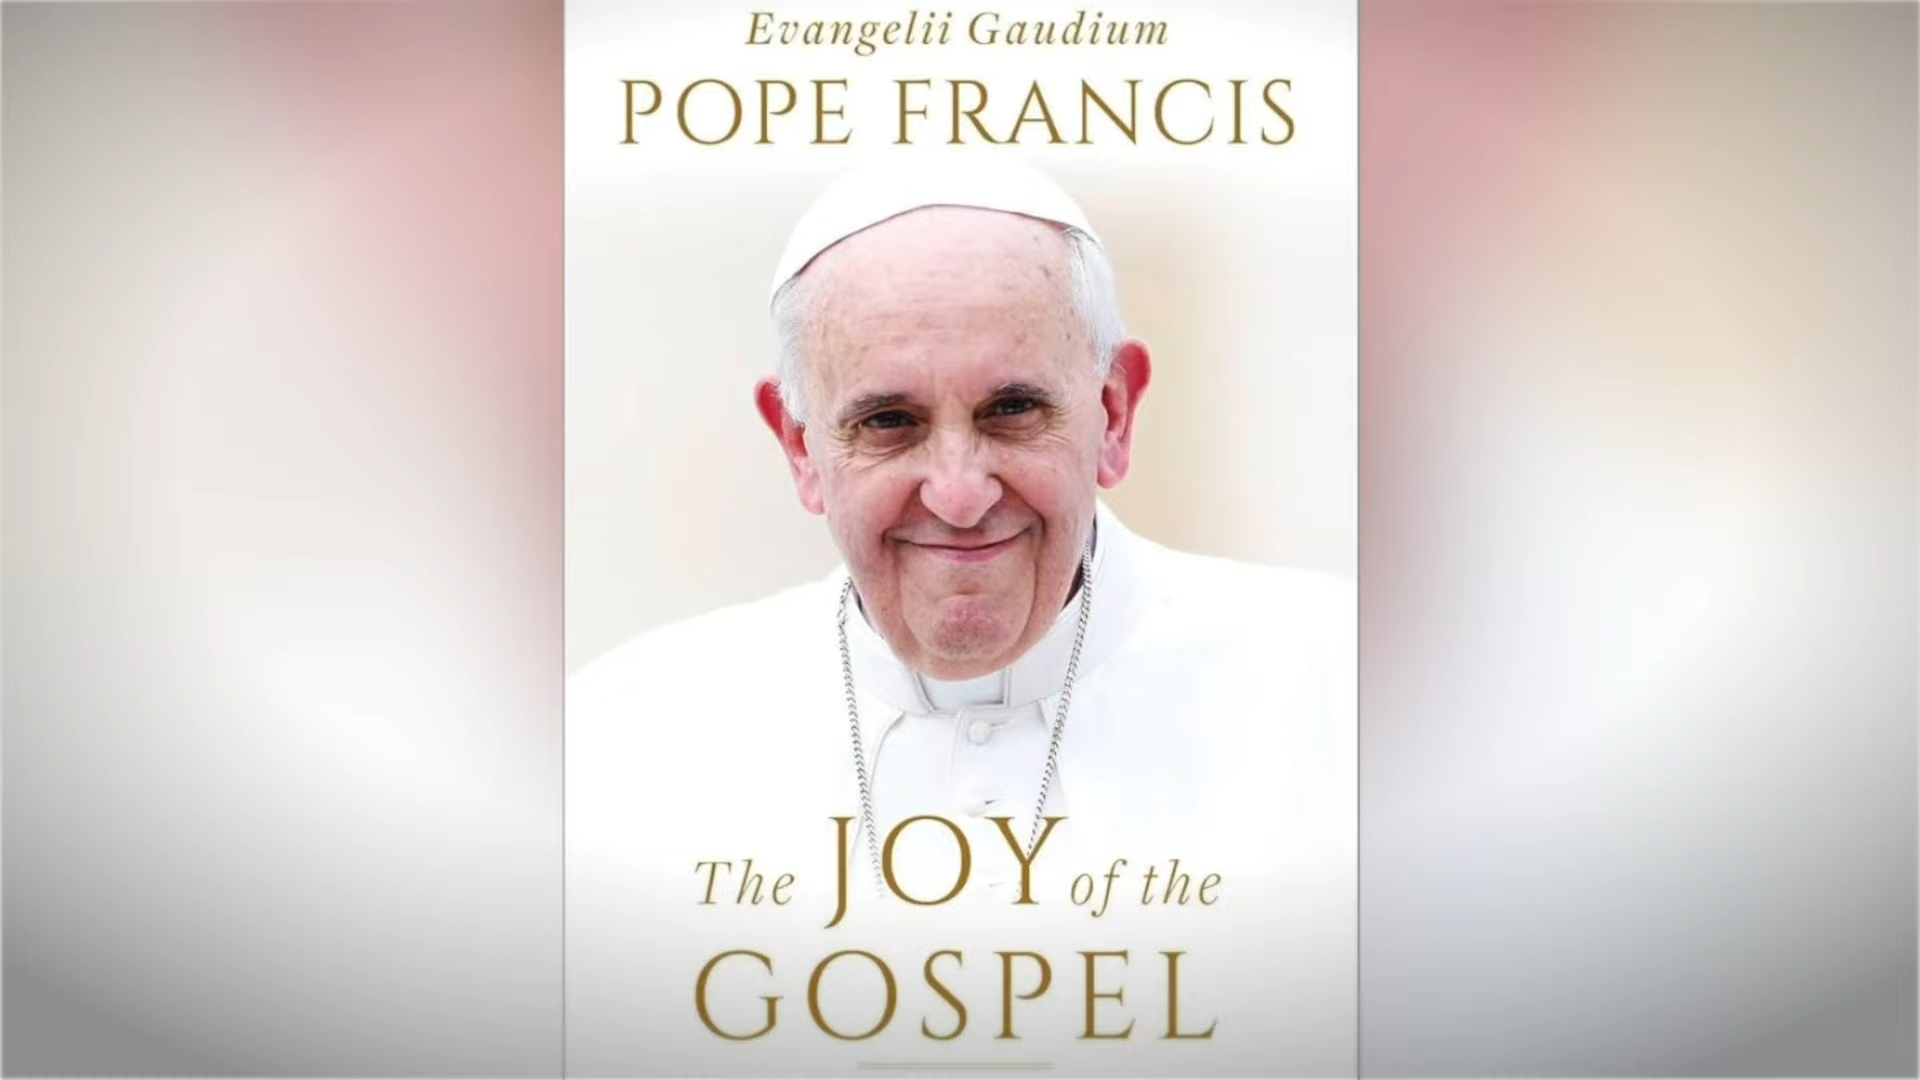 Evangelii Gaudium
POPE FRANCIS
The JOY of the
GOSPEL